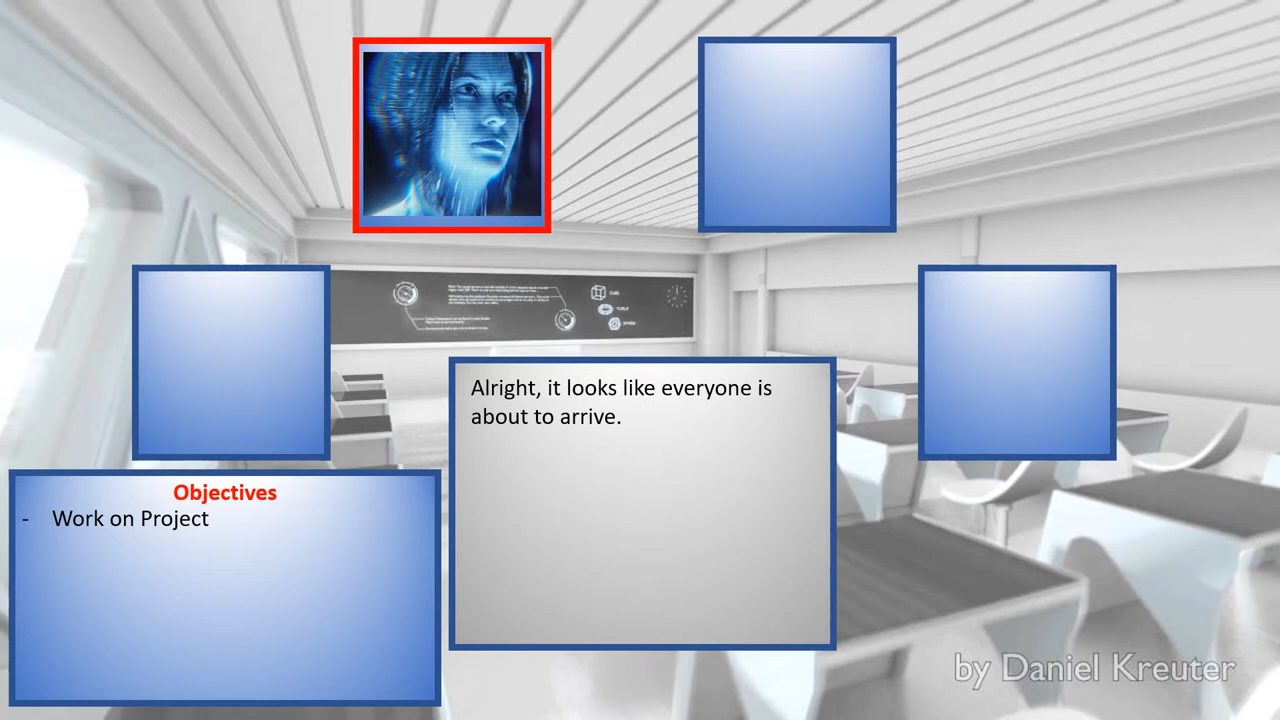 Alright, it looks like everyone is
about to arrive.
Objectives
- Work on Project
by Daniel Kreuter